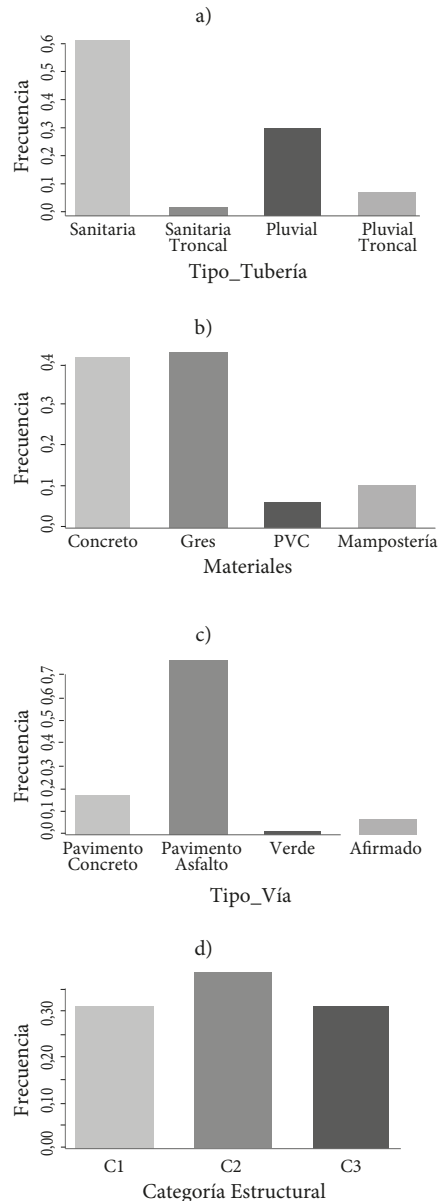 a)
Frecuencia
0,0 0,1 0,2 0,3 0,4 0,5 0,6
Sanitaria Sanitaria Troncal Pluvial Pluvial Troncal
Tipo_Tubería
b)
Frecuencia
0,0 0,1 0,2 0,3 0,4
Concreto Gres PVC Mampostería
Materiales
c)
Frecuencia
0,0 0,1 0,2 0,3 0,4 0,5 0,6 0,7
Pavimento Concreto Pavimento Asfalto Verde Afirmado
Tipo_Vía
d)
Frecuencia
0,00 0,10 0,20 0,30
C1 C2 C3
Categoría Estructural